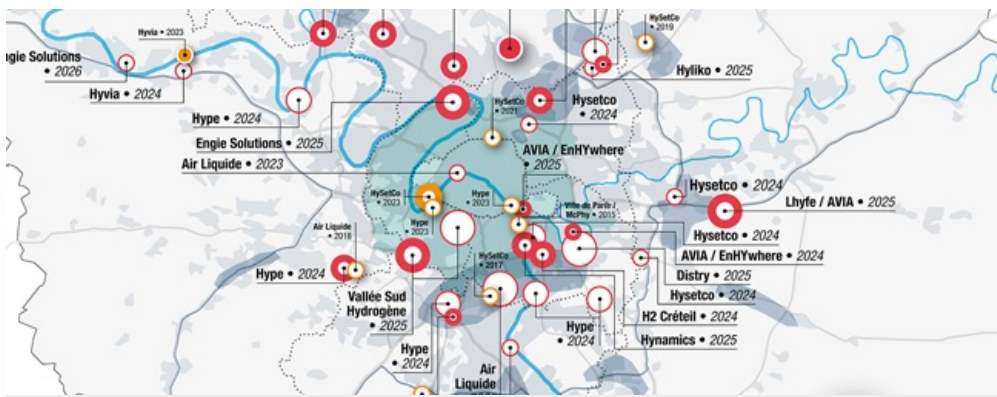 HySetCo
• 2019
Hyvia • 2023
ngie Solutions
• 2026
Hyvia • 2024
Hyliko • 2025
Hysetco
• 2024
HySetCo
• 2021
Hype • 2024
Engie Solutions • 2025
Air Liquide • 2023
AVIA / EnHYwhere
• 2025
Hysetco • 2024
Lhyfe / AVIA • 2025
HySetCo
• 2023
Hype
• 2023
Hype
• 2023
Ville de Paris /
McPhy • 2015
Hysetco • 2024
AVIA / EnHYwhere • 2024
Air Liquide
• 2018
HySetCo
• 2017
Hype • 2024
Distry • 2025
Hysetco • 2024
Vallée Sud
Hydrogène
• 2025
H2 Créteil • 2024
Hype
• 2024
Hynamics • 2025
Hype
• 2024
Air
Liquide